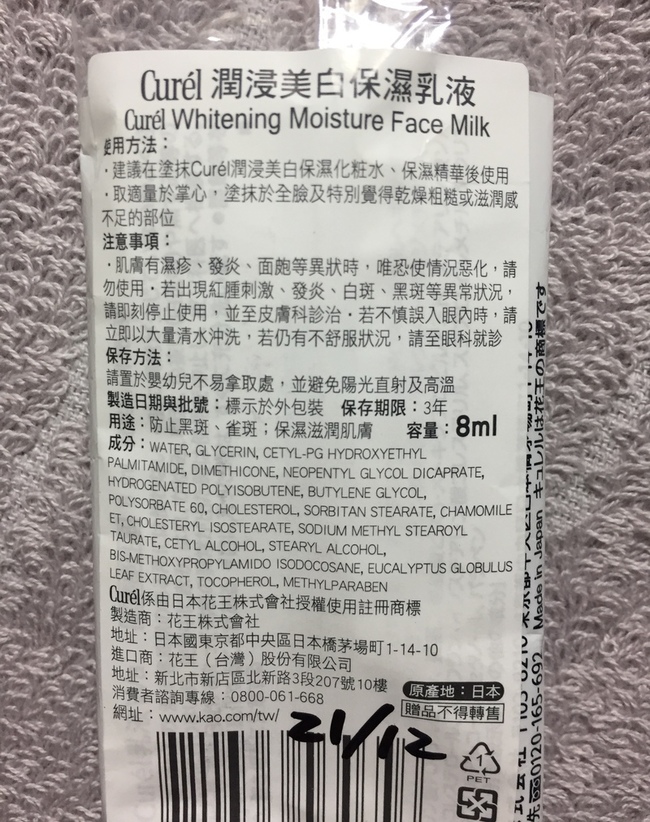 Curél 潤浸美白保濕乳液
Curél Whitening Moisture Face Milk
使用方法：
・建議在塗抹Curél潤浸美白保濕化粧水、保濕精華後使用
・取適量於掌心，塗抹於全臉及特別覺得乾燥粗糙或滋潤感
不足的部位
注意事項：
・肌膚有濕疹、發炎、面皰等異狀時，唯恐使情況惡化，請
勿使用・若出現紅腫刺激、發炎、白斑、黑斑等異常狀況，
請即刻停止使用，並至皮膚科診治・若不慎誤入眼內時，請
立即以大量清水沖洗，若仍有不舒服狀況，請至眼科就診
保存方法：
請置於嬰幼兒不易拿取處，並避免陽光直射及高溫
製造日期與批號：標示於外包裝 保存期限：3年
用途：防止黑斑、雀斑；保濕滋潤肌膚 容量：8ml
成分：WATER, GLYCERIN, CETYL-PG HYDROXYETHYL
PALMITAMIDE, DIMETHICONE, NEOPENTYL GLYCOL DICAPRATE,
HYDROGENATED POLYISOBUTENE, BUTYLENE GLYCOL,
POLYSORBATE 60, CHOLESTEROL, SORBITAN STEARATE, CHAMOMILE
ET, CHOLESTERYL ISOSTEARATE, SODIUM METHYL STEAROYL
TAURATE, CETYL ALCOHOL, STEARYL ALCOHOL,
BIS-METHOXYPROPYLAMIDO ISODOCOSANE, EUCALYPTUS GLOBULUS
LEAF EXTRACT, TOCOPHEROL, METHYLPARABEN
Curél係由日本花王株式會社授權使用註冊商標
製造商：花王株式會社
地址：日本國東京都中央區日本橋茅場町1-14-10
進口商：花王（台灣）股份有限公司
地址：新北市新店區北新路3段207號10樓
原產地：日本
消費者諮詢專線：0800-061-668
贈品不得轉售
網址：www.kao.com/tw/
21/12
1
PET
0120-165-692 Made in Japan キュレルは花王の商標です